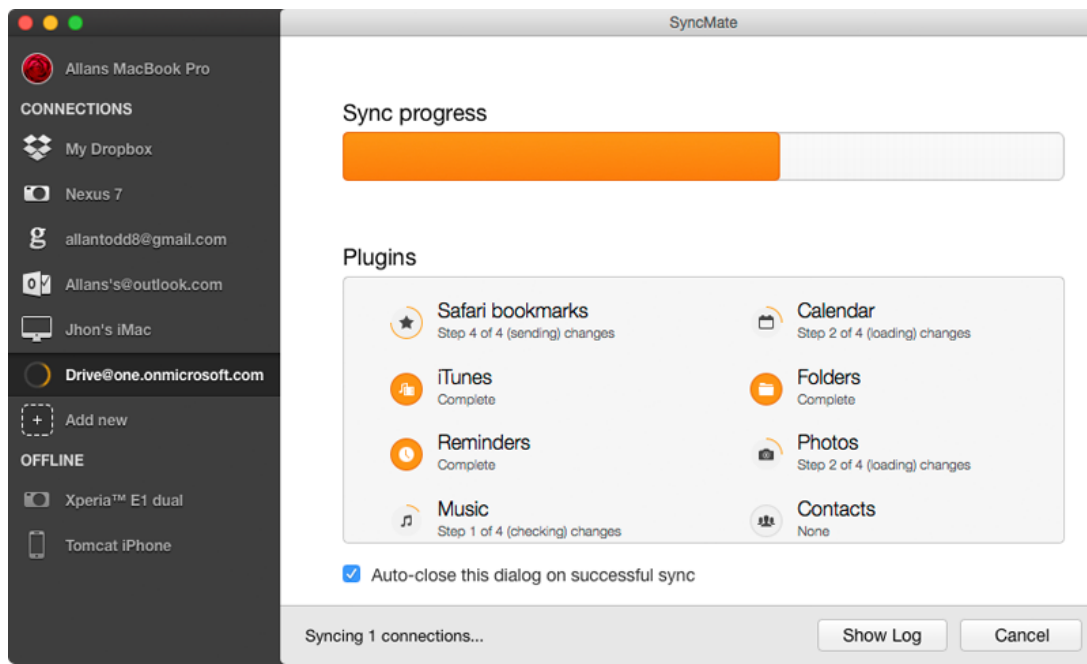 SyncMate
Allans MacBook Pro
CONNECTIONS
My Dropbox
Nexus 7
allantodd8@gmail.com
Allans's@outlook.com
Jhon's iMac
Drive@one.onmicrosoft.com
Add new
OFFLINE
Xperia™ E1 dual
Tomcat iPhone
Sync progress
Plugins
Safari bookmarks
Step 4 of 4 (sending) changes
Calendar
Step 2 of 4 (loading) changes
iTunes
Complete
Folders
Complete
Reminders
Complete
Photos
Step 2 of 4 (loading) changes
Music
Step 1 of 4 (checking) changes
Contacts
None
Auto-close this dialog on successful sync
Syncing 1 connections...
Show Log
Cancel